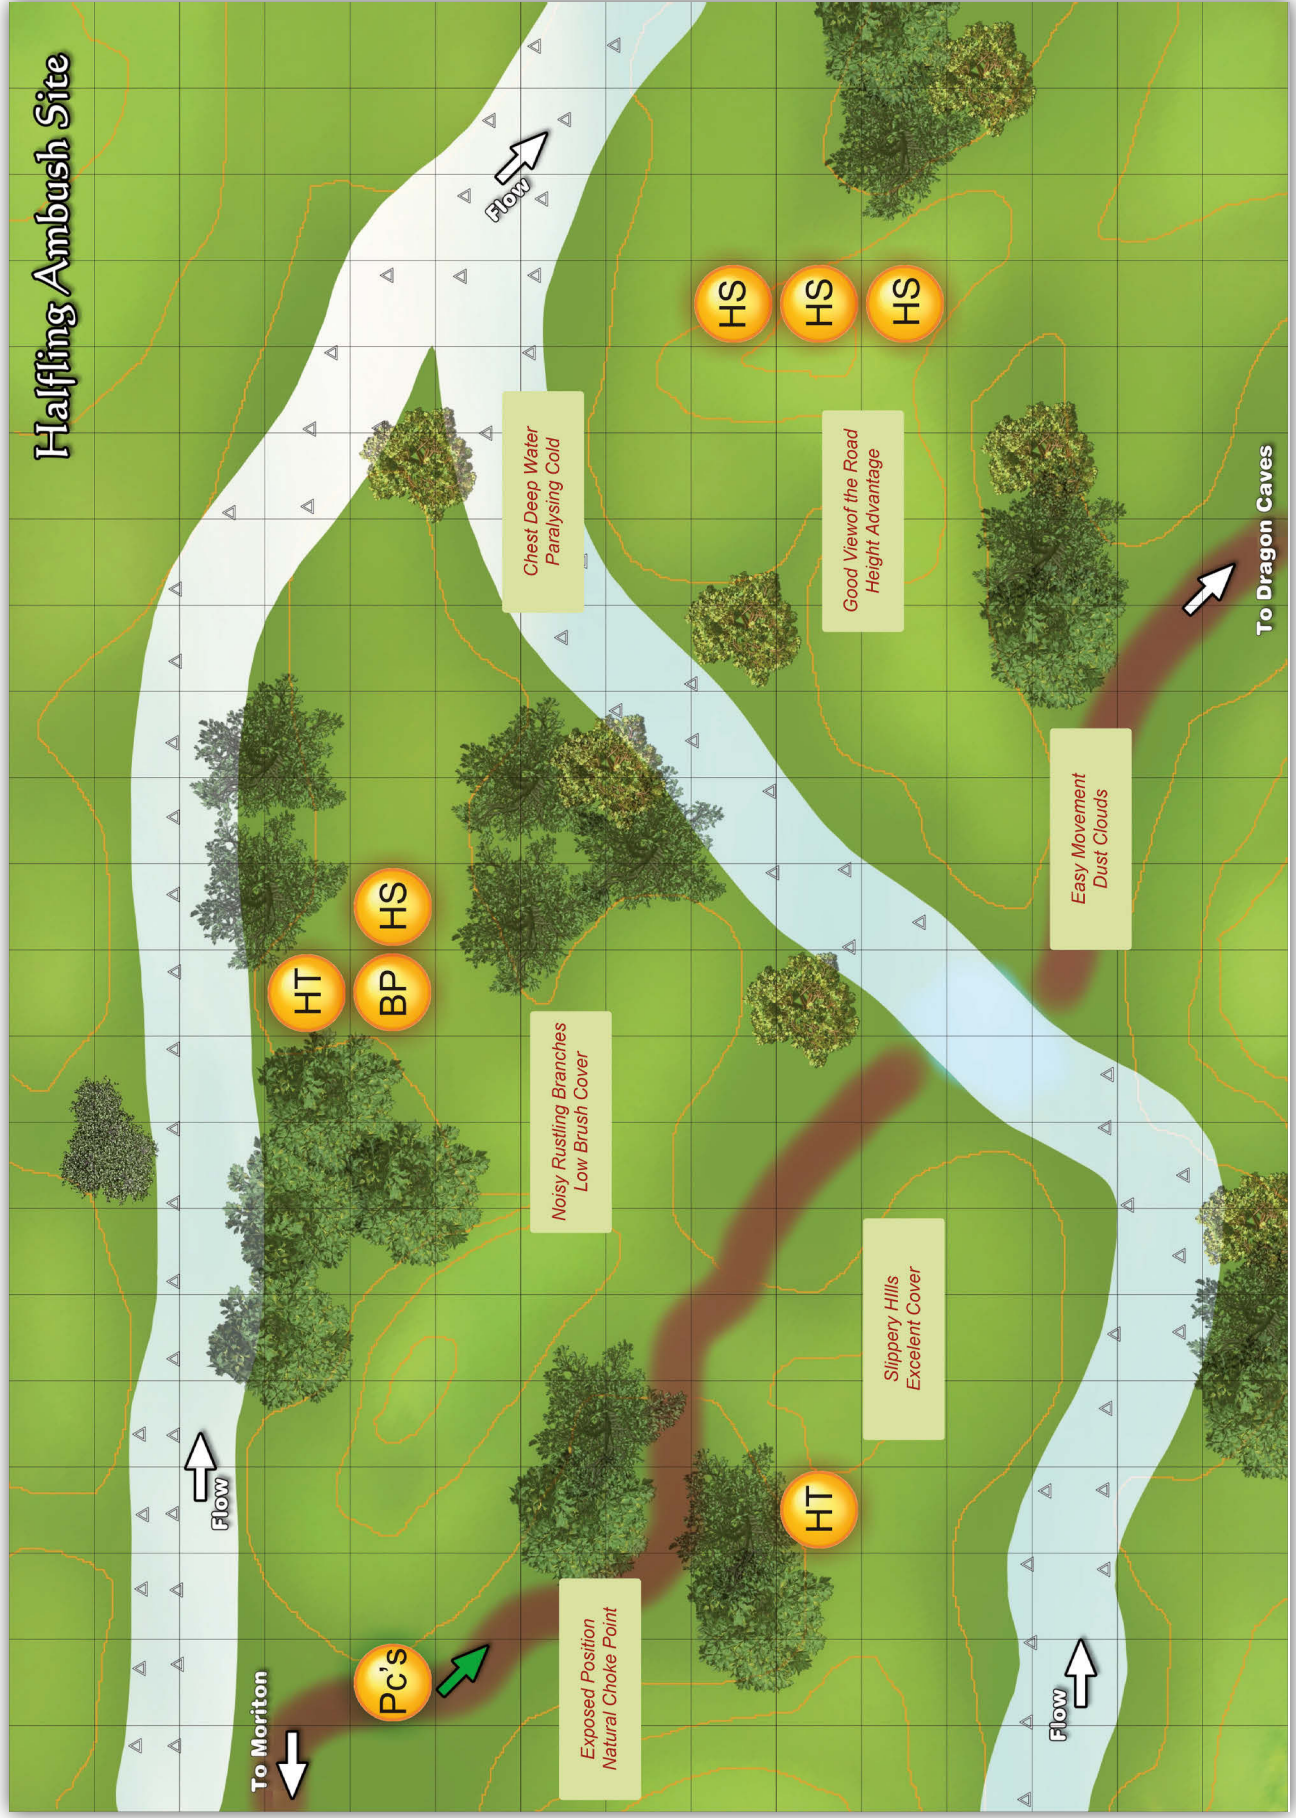 Halfling Ambush Site
To Moriton
Pc's
Flow
Exposed Position
Natural Choke Point
HT
BP
HS
Noisy Rustling Branches
Low Brush Cover
Flow
Chest Deep Water
Paralysing Cold
HT
Slippery HIlls
Excelent Cover
Flow
HS
HS
HS
Good Viewof the Road
Height Advantage
Easy Movement
Dust Clouds
To Dragon Caves